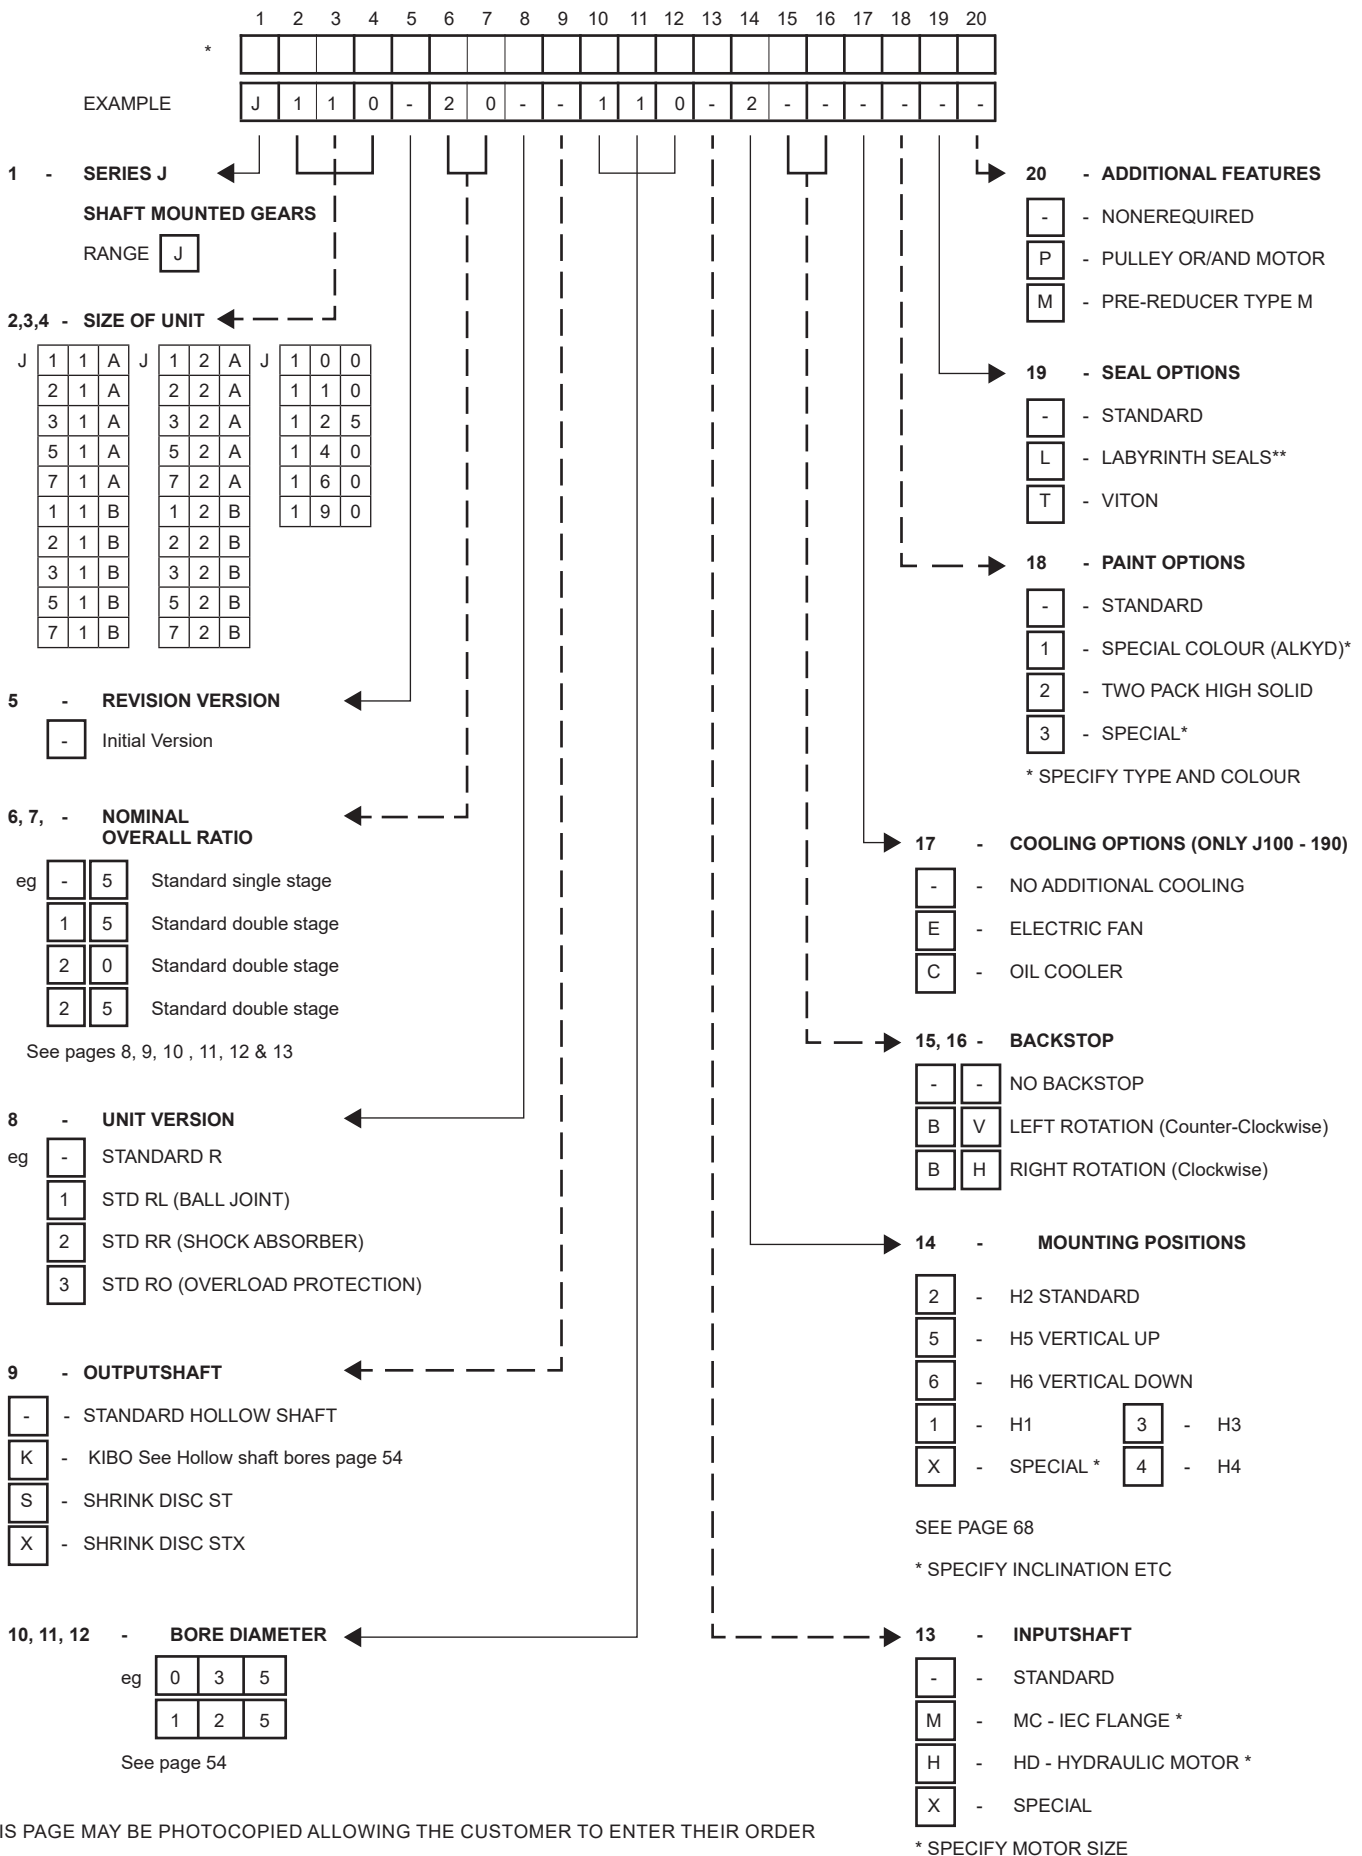 1 2 3 4 5 6 7 8 9 10 11 12 13 14 15 16 17 18 19 20
*
EXAMPLE J 1 1 0 - 2 0 - - 1 1 0 - 2 - - - - - -
1 - SERIES J
SHAFT MOUNTED GEARS
RANGE J
2,3,4 - SIZE OF UNIT
J 1 1 A J 1 2 A J 1 0 0
2 1 A 2 2 A 1 1 0
3 1 A 3 2 A 1 2 5
5 1 A 5 2 A 1 4 0
7 1 A 7 2 A 1 6 0
1 1 B 1 2 B 1 9 0
2 1 B 2 2 B
3 1 B 3 2 B
5 1 B 5 2 B
7 1 B 7 2 B
5 - REVISION VERSION
- Initial Version
6, 7, - NOMINAL
OVERALL RATIO
eg - 5 Standard single stage
1 5 Standard double stage
2 0 Standard double stage
2 5 Standard double stage
See pages 8, 9, 10 , 11, 12 & 13
8 - UNIT VERSION
eg - STANDARD R
1 STD RL (BALL JOINT)
2 STD RR (SHOCK ABSORBER)
3 STD RO (OVERLOAD PROTECTION)
9 - OUTPUTSHAFT
- - STANDARD HOLLOW SHAFT
K - KIBO See Hollow shaft bores page 54
S - SHRINK DISC ST
X - SHRINK DISC STX
10, 11, 12 - BORE DIAMETER
eg 0 3 5
1 2 5
See page 54
20 - ADDITIONAL FEATURES
- - NONEREQUIRED
P - PULLEY OR/AND MOTOR
M - PRE-REDUCER TYPE M
19 - SEAL OPTIONS
- - STANDARD
L - LABYRINTH SEALS**
T - VITON
18 - PAINT OPTIONS
- - STANDARD
1 - SPECIAL COLOUR (ALKYD)*
2 - TWO PACK HIGH SOLID
3 - SPECIAL*
* SPECIFY TYPE AND COLOUR
17 - COOLING OPTIONS (ONLY J100 - 190)
- - NO ADDITIONAL COOLING
E - ELECTRIC FAN
C - OIL COOLER
15, 16 - BACKSTOP
- - NO BACKSTOP
B V LEFT ROTATION (Counter-Clockwise)
B H RIGHT ROTATION (Clockwise)
14 - MOUNTING POSITIONS
2 - H2 STANDARD
5 - H5 VERTICAL UP
6 - H6 VERTICAL DOWN
1 - H1 3 - H3
X - SPECIAL * 4 - H4
SEE PAGE 68
* SPECIFY INCLINATION ETC
13 - INPUTSHAFT
- - STANDARD
M - MC - IEC FLANGE *
H - HD - HYDRAULIC MOTOR *
X - SPECIAL
* SPECIFY MOTOR SIZE
IS PAGE MAY BE PHOTOCOPIED ALLOWING THE CUSTOMER TO ENTER THEIR ORDER